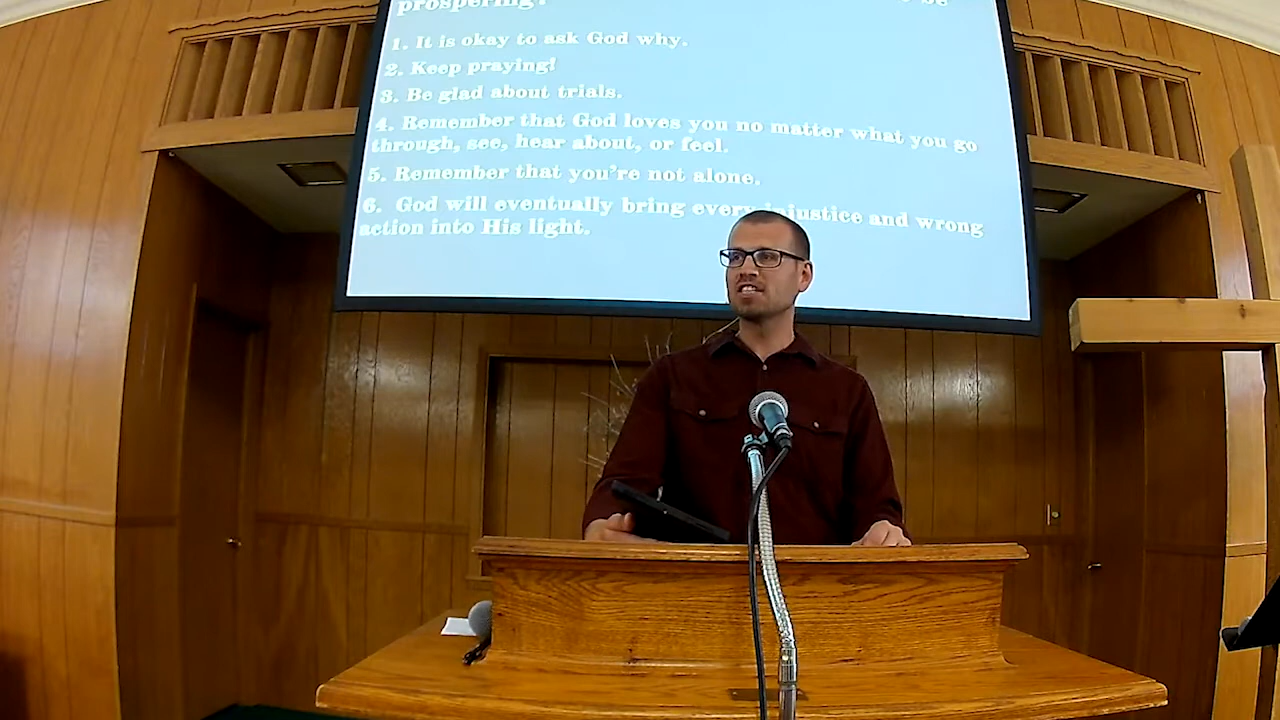 prospering?
be
1. It is okay to ask God why.
2. Keep praying!
3. Be glad about trials.
4. Remember that God loves you no matter what you go
through, see, hear about, or feel.
5. Remember that you're not alone.
6. God will eventually bring every injustice and wrong
action into His light.